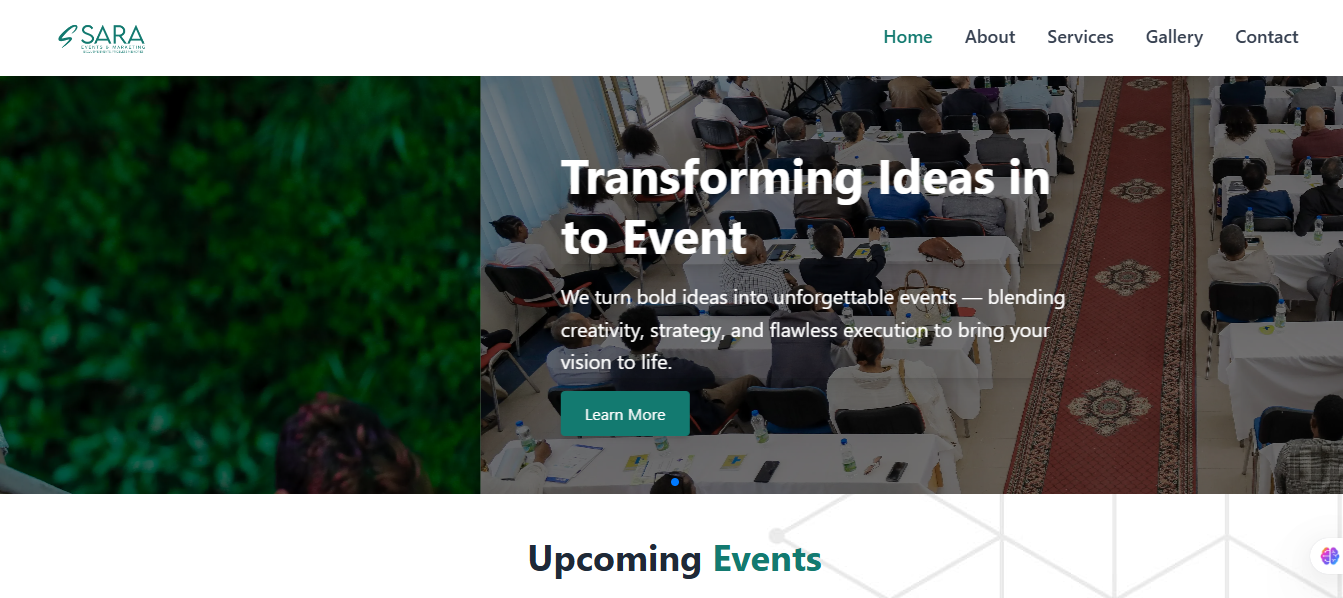 SARA
EVENTS & MARKETING
Home About Services Gallery Contact
Transforming Ideas in
to Event
We turn bold ideas into unforgettable events — blending
creativity, strategy, and flawless execution to bring your
vision to life.
Learn More
Upcoming Events